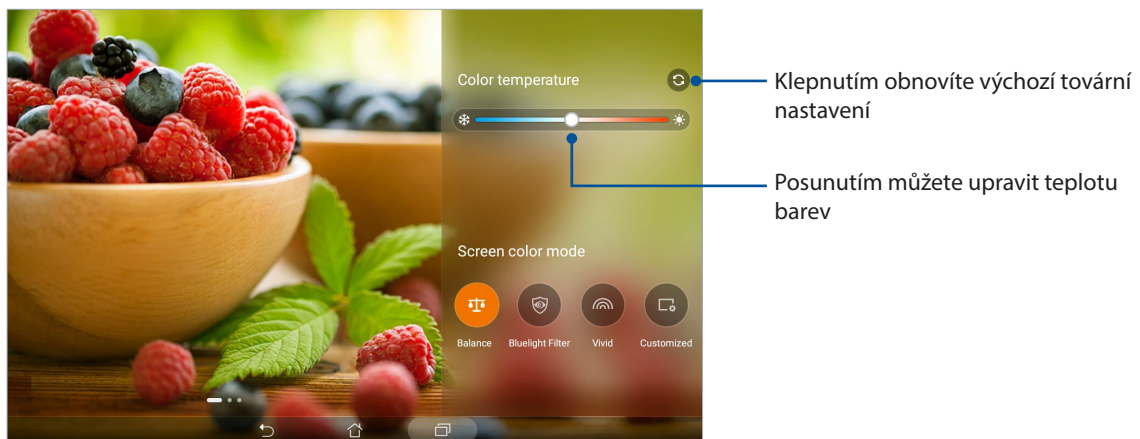 Color temperature
Klepnutím obnovíte výchozí tovární
nastavení
Posunutím můžete upravit teplotu
barev
Screen color mode
Balance
Bluelight Filter
Vivid
Customized